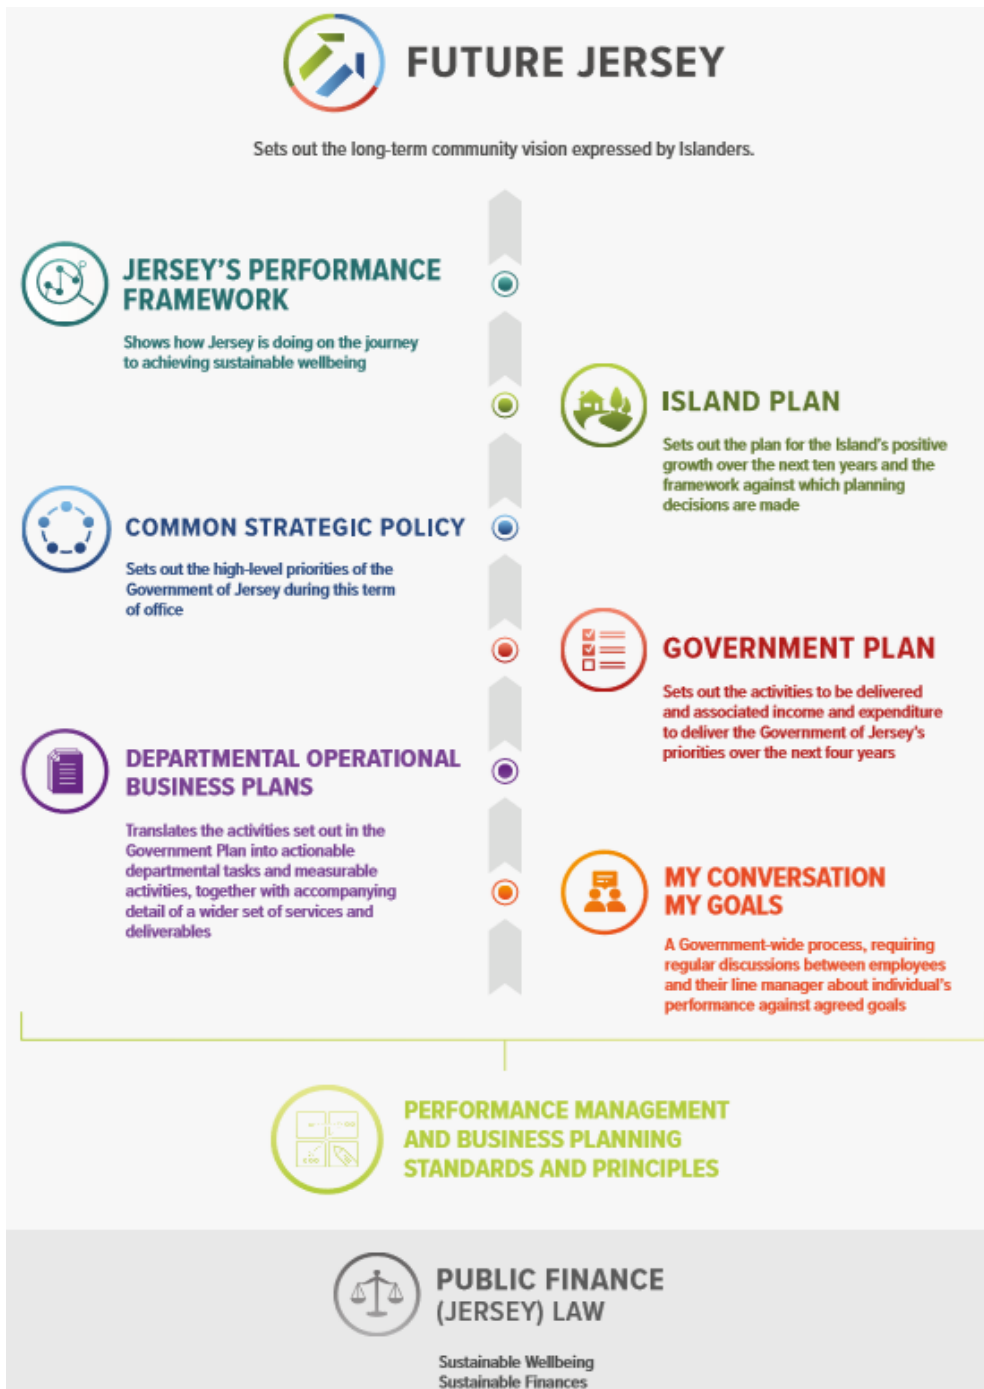 FUTURE JERSEY
Sets out the long-term community vision expressed by Islanders.
JERSEY'S PERFORMANCE
FRAMEWORK
Shows how Jersey is doing on the journey
to achieving sustainable wellbeing
ISLAND PLAN
Sets out the plan for the Island's positive
growth over the next ten years and the
framework against which planning
decisions are made
COMMON STRATEGIC POLICY
Sets out the high-level priorities of the
Government of Jersey during this term
of office
GOVERNMENT PLAN
Sets out the activities to be delivered
and associated income and expenditure
to deliver the Government of Jersey's
priorities over the next four years
DEPARTMENTAL OPERATIONAL
BUSINESS PLANS
Translates the activities set out in the
Government Plan into actionable
departmental tasks and measurable
activities, together with accompanying
detail of a wider set of services and
deliverables
MY CONVERSATION
MY GOALS
A Government-wide process, requiring
regular discussions between employees
and their line manager about individual's
performance against agreed goals
PERFORMANCE MANAGEMENT
AND BUSINESS PLANNING
STANDARDS AND PRINCIPLES
PUBLIC FINANCE
(JERSEY) LAW
Sustainable Wellbeing
Sustainable Finances